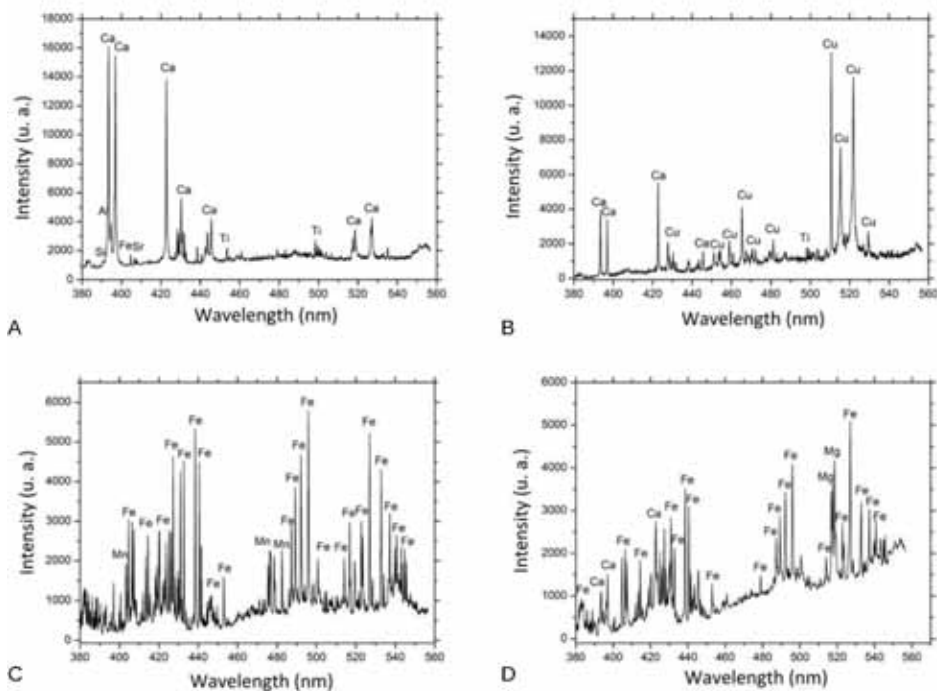 18000
16000
14000
12000
10000
8000
6000
4000
2000
0
Intensity (u. a.)
Ca
Ca
Ca
Ca
Ca
Ti
Ti
Ca
Ca
Al
Fe
Sr
380 400 420 440 460 480 500 520 540 560
Wavelength (nm)
A
14000
12000
10000
8000
6000
4000
2000
0
Intensity (u. a.)
Ca
Ca
Ca
Cu
Ca
Cu
Cu
Cu
Cu
Cu
Ti
Cu
Cu
Cu
Cu
380 400 420 440 460 480 500 520 540 560
Wavelength (nm)
B
6000
5000
4000
3000
2000
1000
0
Intensity (u. a.)
Mn
Fe
Fe
Fe
Fe
Fe
Fe
Fe
Fe
Fe
Mn
Mn
Fe
Fe
Fe
Fe
Fe
Fe
Fe
Fe
Fe
Fe
Fe
Fe
380 400 420 440 460 480 500 520 540 560
Wavelength (nm)
C
6000
5000
4000
3000
2000
1000
0
Intensity (u. a.)
Fe
Ca
Ca
Fe
Fe
Ca
Fe
Fe
Fe
Fe
Fe
Fe
Fe
Fe
Fe
Fe
Fe
Mg
Mg
Fe
Fe
Fe
Fe
Fe
380 400 420 440 460 480 500 520 540 560
Wavelength (nm)
D